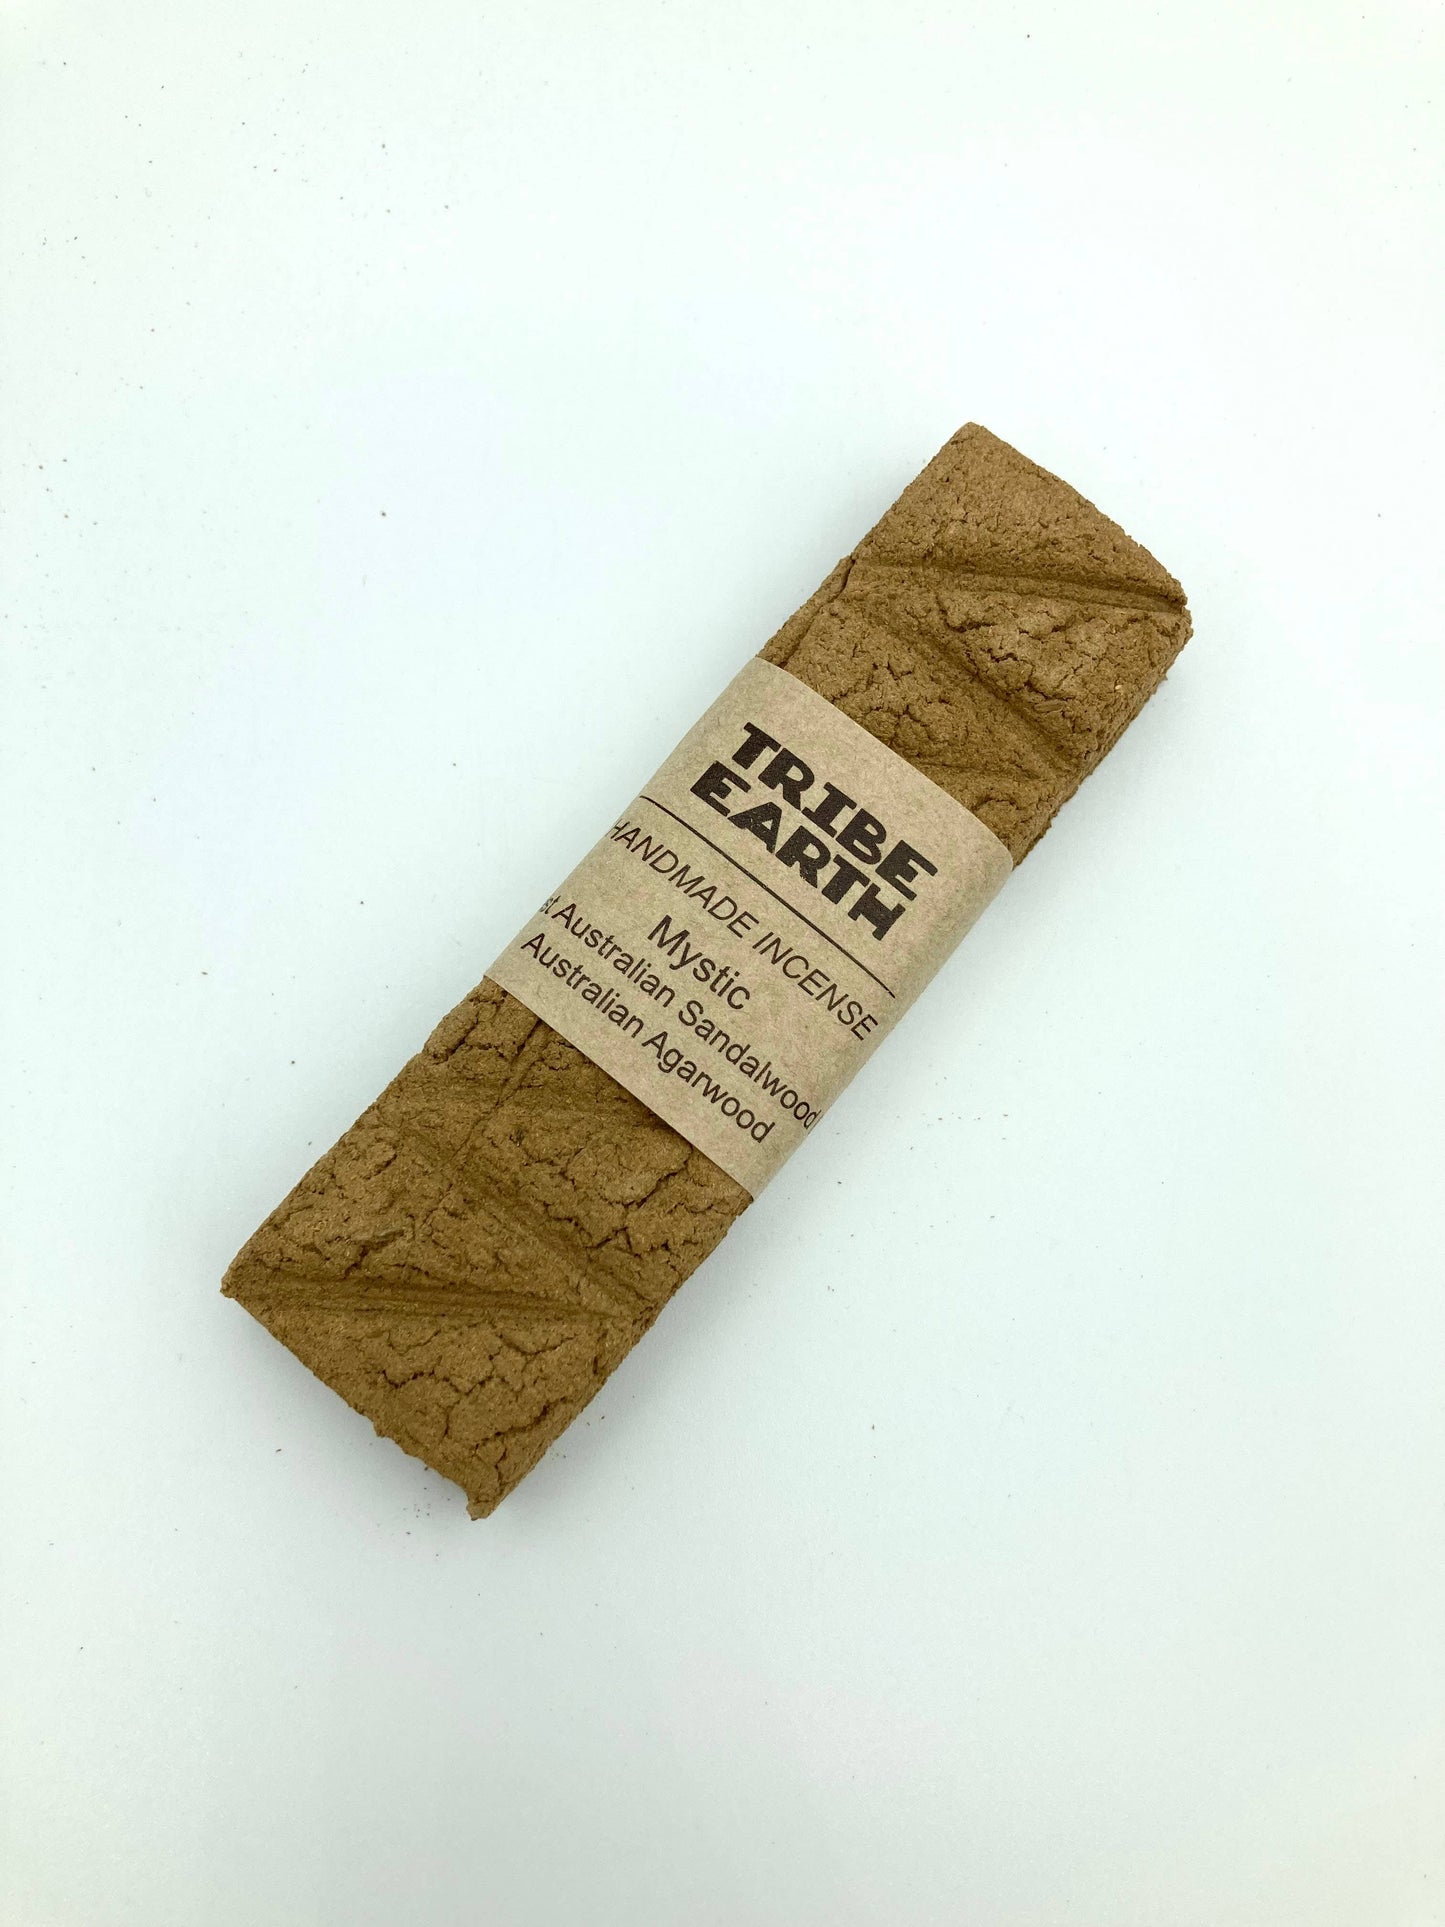 TRIBE
EARTH
HANDMADE INCENSE
Mystic
Australian Sandalwood
Australian Agarwood